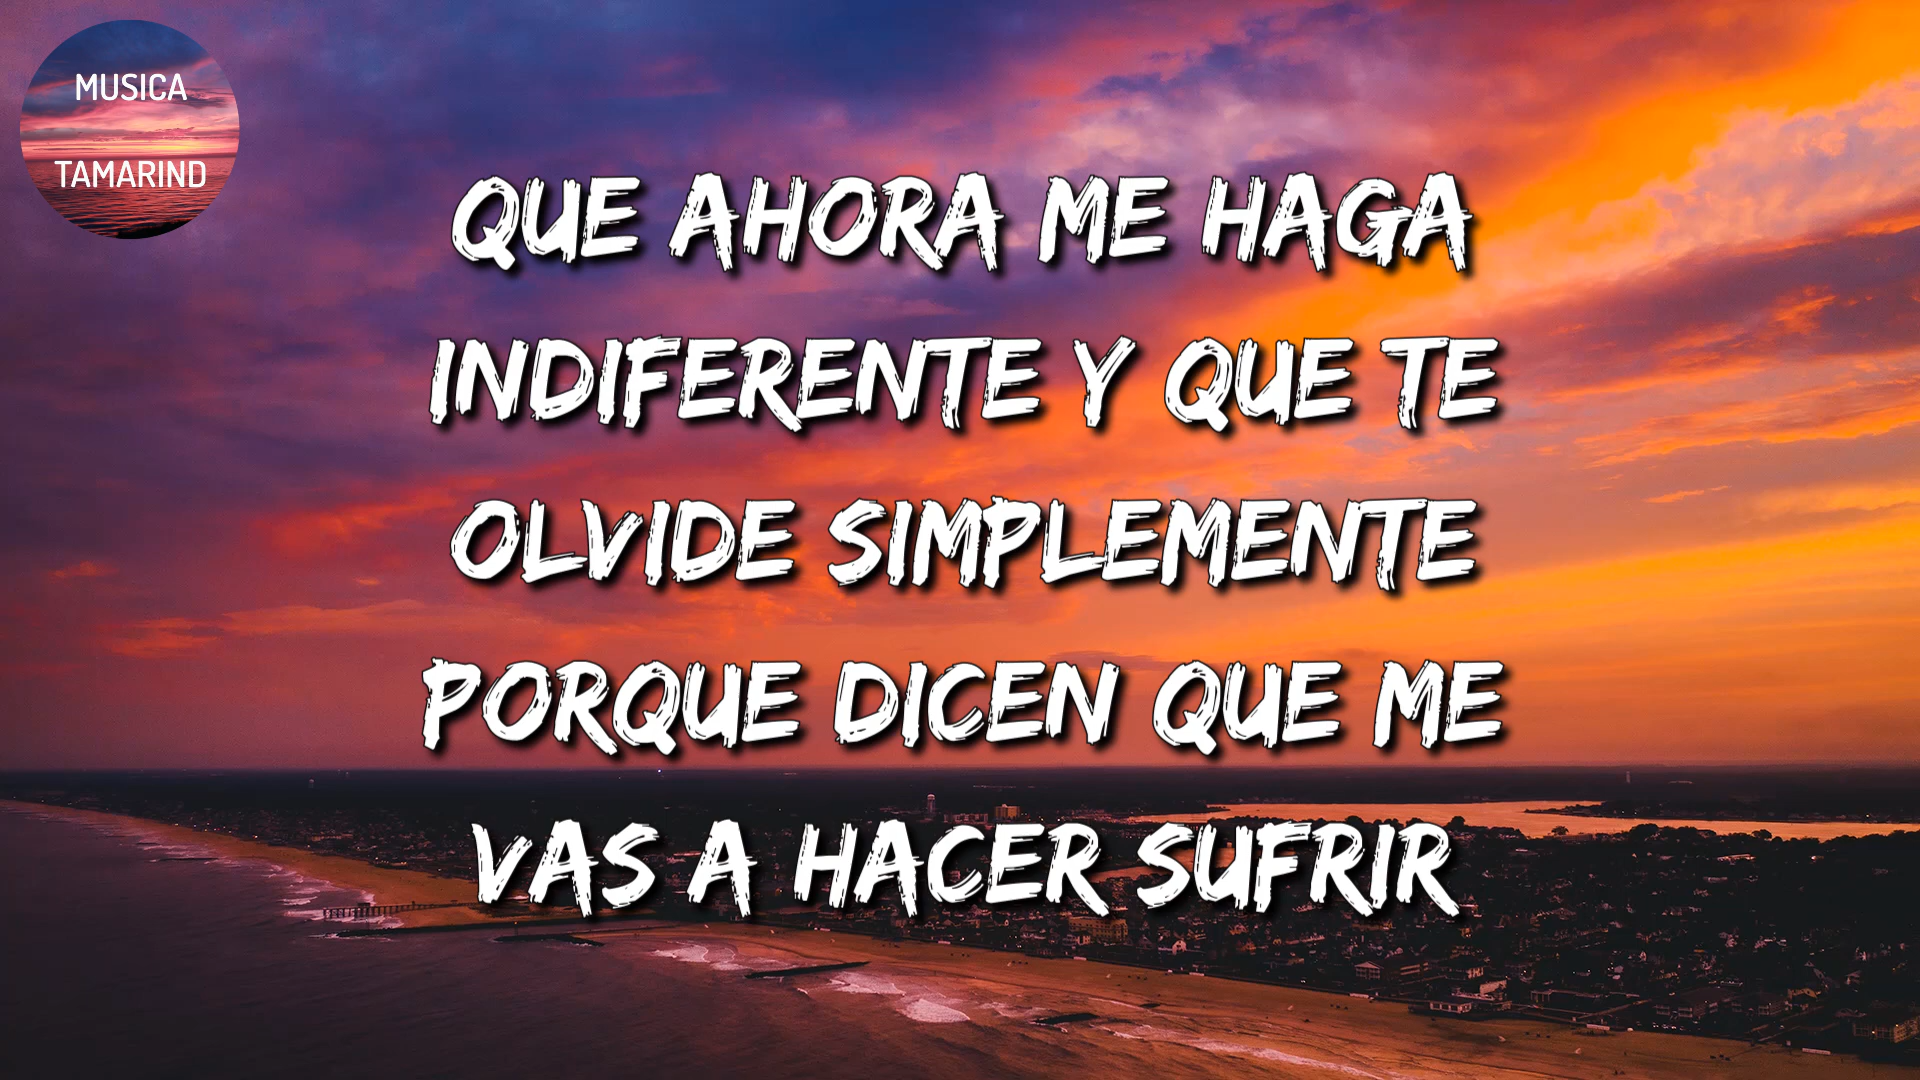 MUSICA
TAMARIND
QUE AHORA ME HAGA
INDIFERENTE Y QUE TE
OLVIDE SIMPLEMENTE
PORQUE DICEN QUE ME
VAS A HACER SUFRIR